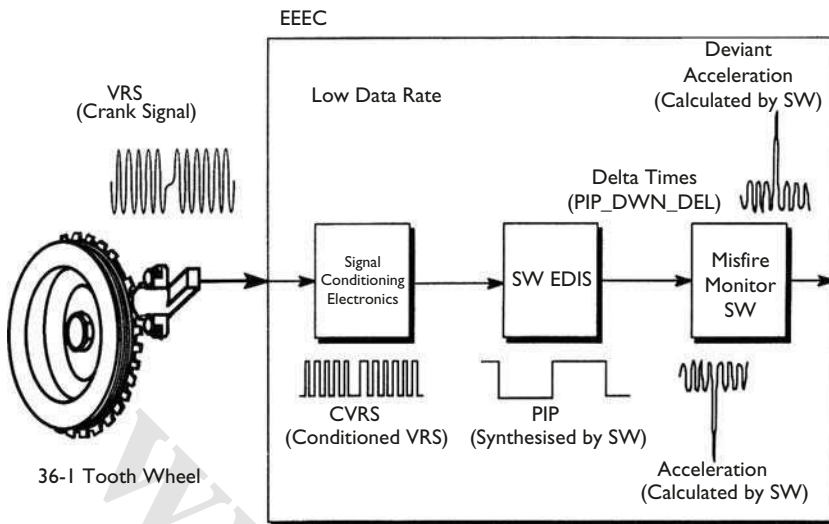 EEEC
VRS
(Crank Signal)
Low Data Rate
Deviant
Acceleration
(Calculated by SW)
Delta Times
(PIP_DWN_DEL)
Signal
Conditioning
Electronics
SW EDIS
Misfire
Monitor
SW
CVRS
(Conditioned VRS)
PIP
(Synthesised by SW)
Acceleration
(Calculated by SW)
36-1 Tooth Wheel